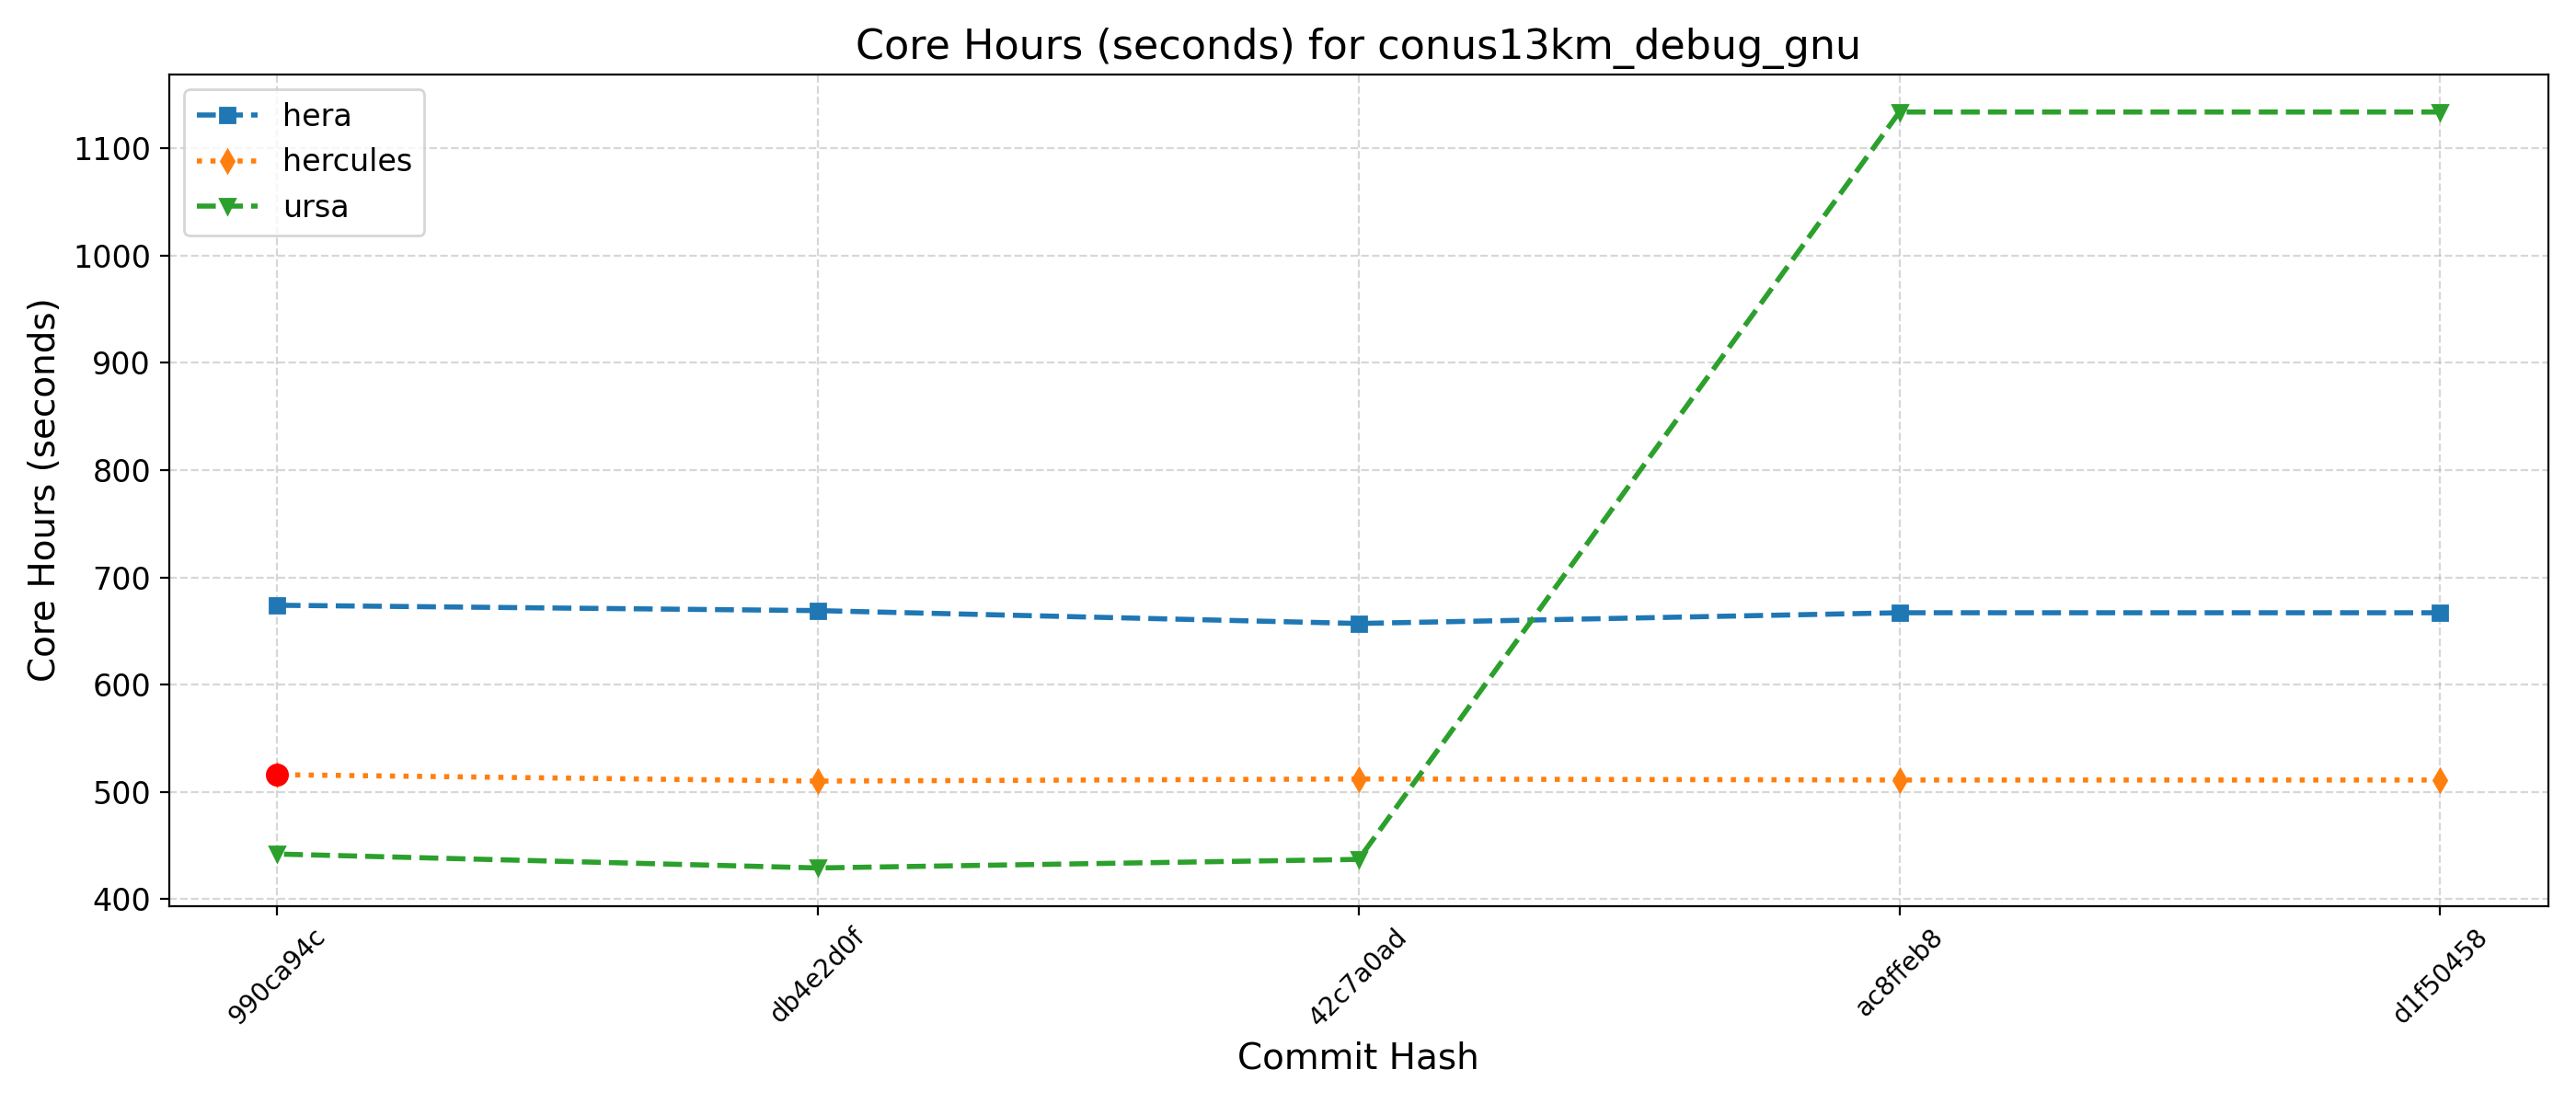 Core Hours (seconds) for conus13km_debug_gnu
hera
hercules
ursa
Core Hours (seconds)
1100
1000
900
800
700
600
500
400
990ca94c
db4e2d0f
42c7a0ad
ac8ffeb8
d1f50458
Commit Hash